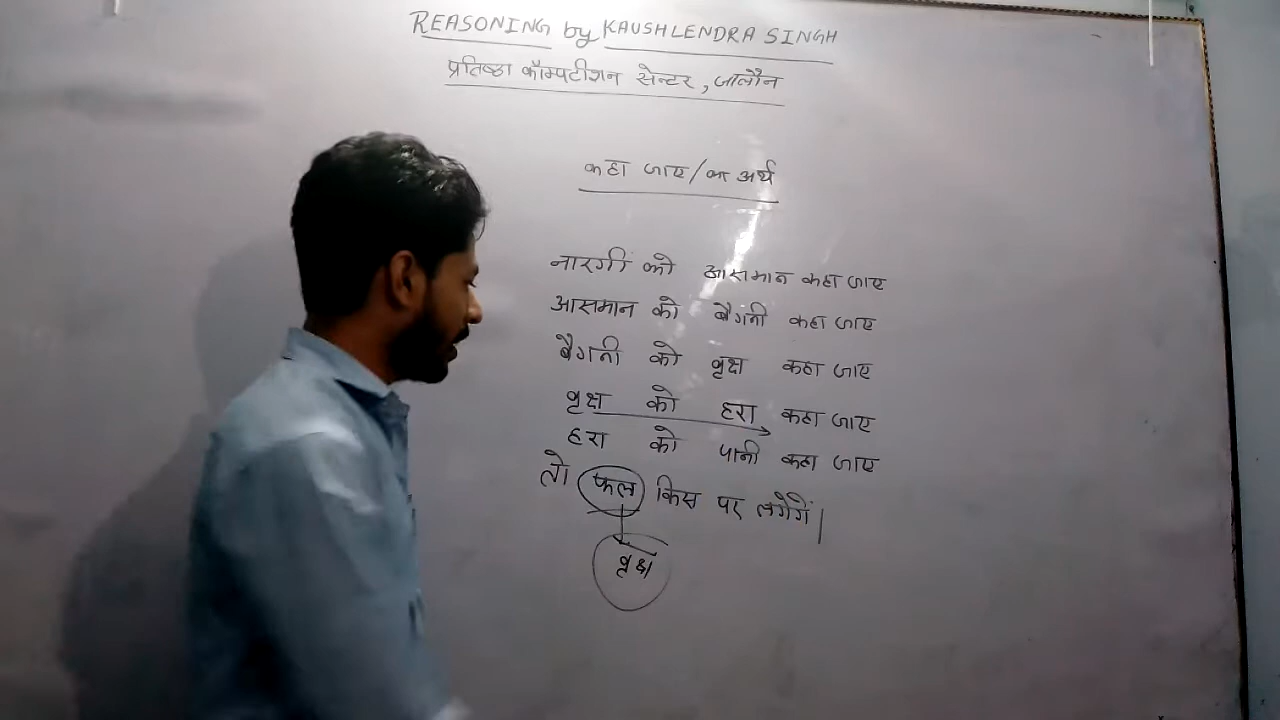 REASONING by KAUSHLENDRA SINGH
प्रतिष्ठा कॉम्पटीशन सेन्टर, जालौन
कहा जाए/का अर्थ
नारंगी को आसमान कहा जाए
आसमान को बैगंनी कहा जाए
बैगनी को वृक्ष कहा जाए
वृक्ष को हरा कहा जाए
हरा को पानी कहा जाए
तो फल किस पर लगेगें|
वृक्ष